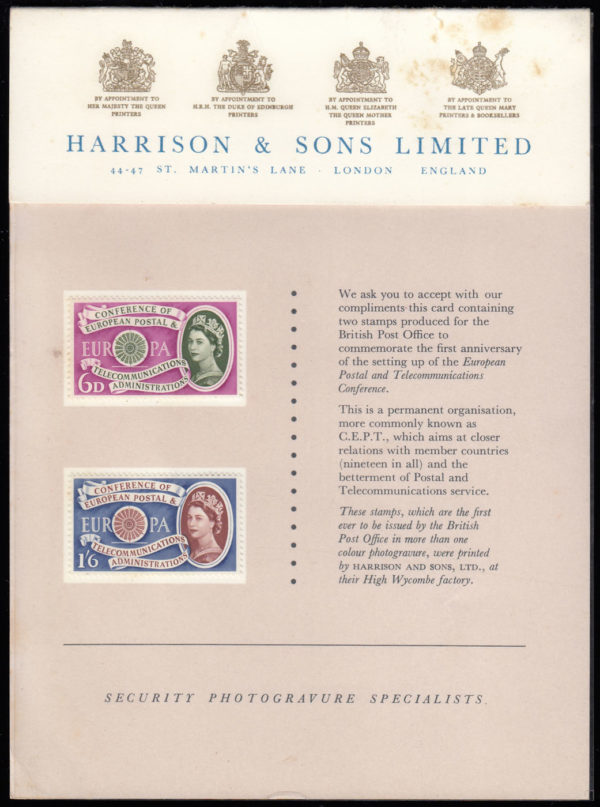 BY APPOINTMENT TO
HER MAJESTY THE QUEEN
PRINTERS
BY APPOINTMENT TO
H.R.H. THE DUKE OF EDINBURGH
PRINTERS
BY APPOINTMENT TO
H.M. QUEEN ELIZABETH
THE QUEEN MOTHER
PRINTERS
BY APPOINTMENT TO
THE LATE QUEEN MARY
PRINTERS & BOOKSELLERS
HARRISON & SONS LIMITED
44-47 ST. MARTIN'S LANE · LONDON ENGLAND
CONFERENCE OF
EUROPEAN POSTAL &
EUROPA
TELECOMMUNICATIONS
ADMINISTRATIONS
6D
CONFERENCE OF
EUROPEAN POSTAL &
EUROPA
TELECOMMUNICATIONS
ADMINISTRATIONS
1/6
We ask you to accept with our
compliments this card containing
two stamps produced for the
British Post Office to
commemorate the first anniversary
of the setting up of the European
Postal and Telecommunications
Conference.
This is a permanent organisation,
more commonly known as
C.E.P.T., which aims at closer
relations with member countries
(nineteen in all) and the
betterment of Postal and
Telecommunications service.
These stamps, which are the first
ever to be issued by the British
Post Office in more than one
colour photogravure, were printed
by HARRISON AND SONS, LTD., at
their High Wycombe factory.
SECURITY PHOTOGRAVURE SPECIALISTS.